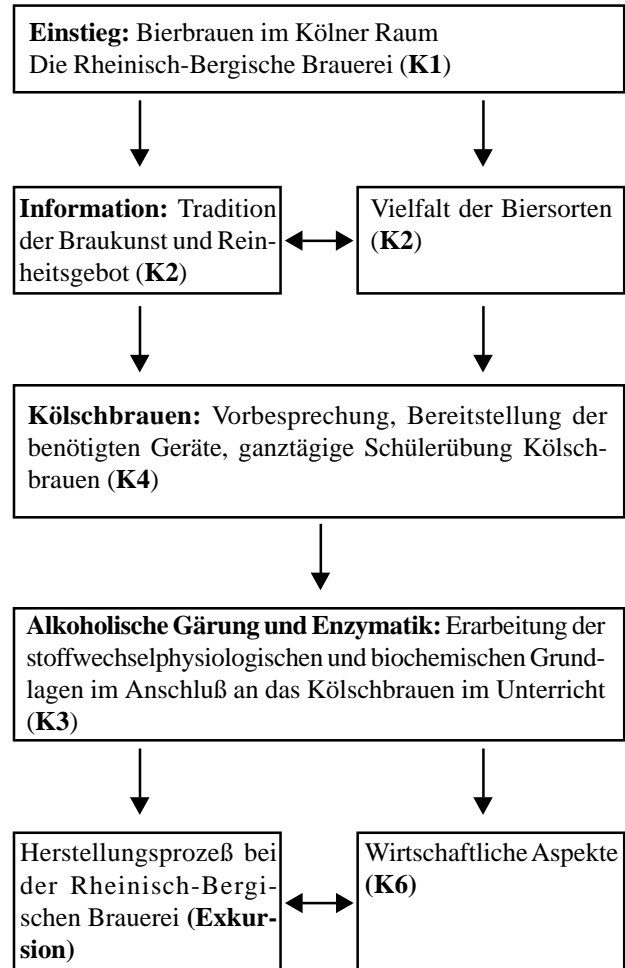 Einstieg: Bierbrauen im Kölner Raum
Die Rheinisch-Bergische Brauerei (K1)
Information: Tradition
der Braukunst und Rein-
heitsgebot (K2)
Vielfalt der Biersorten
(K2)
Kölschbrauen: Vorbesprechung, Bereitstellung der
benötigten Geräte, ganztägige Schülerübung Kölsch-
brauen (K4)
Alkoholische Gärung und Enzymatik: Erarbeitung der
stoffwechselphysiologischen und biochemischen Grund-
lagen im Anschluß an das Kölschbrauen im Unterricht
(K3)
Herstellungsprozeß bei
der Rheinisch-Bergi-
schen Brauerei (Exkur-
sion)
Wirtschaftliche Aspekte
(K6)